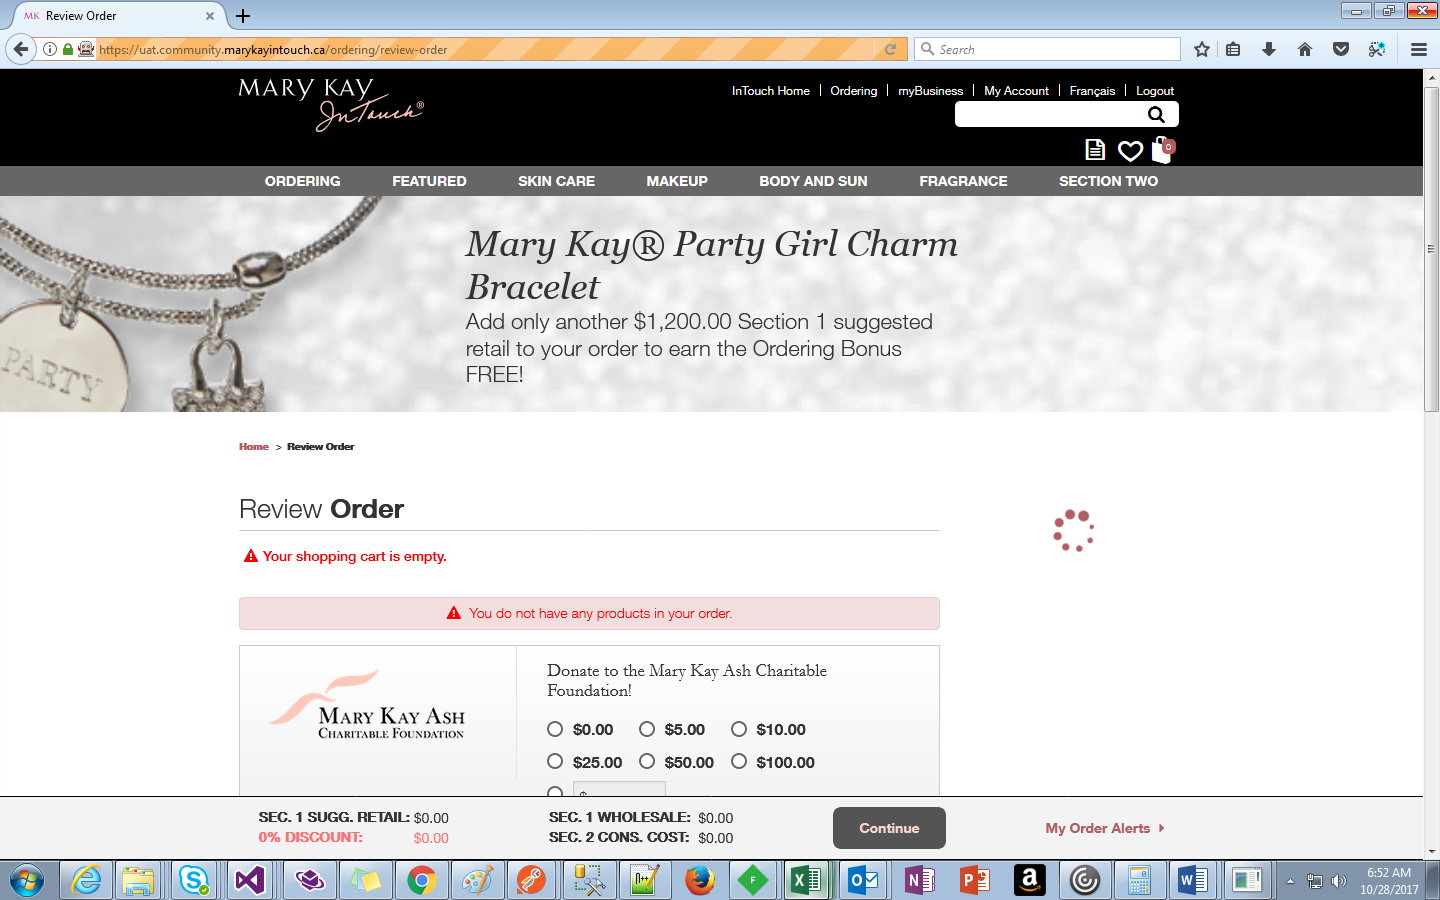 MK Review Order
https://uat.community.marykayintouch.ca/ordering/review-order
Search
MARY KAY
InTouch®
InTouch Home | Ordering | myBusiness | My Account | Français | Logout
0
ORDERING FEATURED SKIN CARE MAKEUP BODY AND SUN FRAGRANCE SECTION TWO
PARTY
Mary Kay® Party Girl Charm
Bracelet
Add only another $1,200.00 Section 1 suggested
retail to your order to earn the Ordering Bonus
FREE!
Home > Review Order
Review Order
Your shopping cart is empty.
You do not have any products in your order.
MARY KAY ASH
CHARITABLE FOUNDATION
Donate to the Mary Kay Ash Charitable
Foundation!
$0.00 $5.00 $10.00
$25.00 $50.00 $100.00
$
SEC. 1 SUGG. RETAIL: $0.00
0% DISCOUNT: $0.00
SEC. 1 WHOLESALE: $0.00
SEC. 2 CONS. COST: $0.00
Continue
My Order Alerts
6:52 AM
10/28/2017